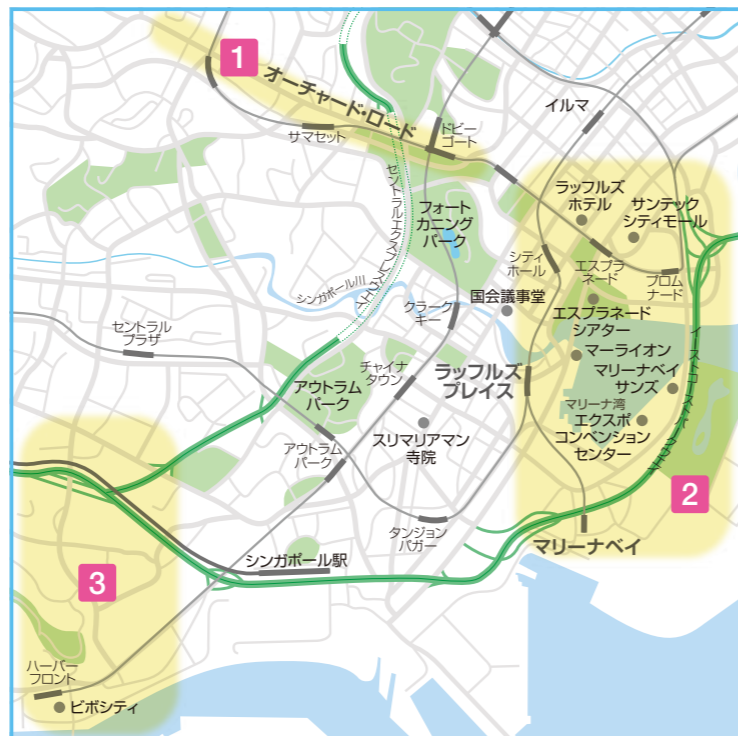 1
オーチャード・ロード
サマセット
ドビー
ゴート
イルマ
セントラルエクスプレスウェイ
フォート
カニング
パーク
ラッフルズ
ホテル
サンテック
シティモール
シティ
ホール
エスプラ
ネード
プロム
ナード
シンガポール川
クラーク
キー
国会議事堂
エスプラネード
シアター
セントラル
プラザ
チャイナ
タウン
ラッフルズ
プレイス
マーライオン
マリーナベイ
サンズ
イーストコーストパークウェイ
アウトラム
パーク
マリーナ湾
エクスポ
コンベンション
センター
スリマリアマン
寺院
アウトラム
パーク
2
タンジョン
パガー
マリーナベイ
シンガポール駅
3
ハーバー
フロント
ビボシティ